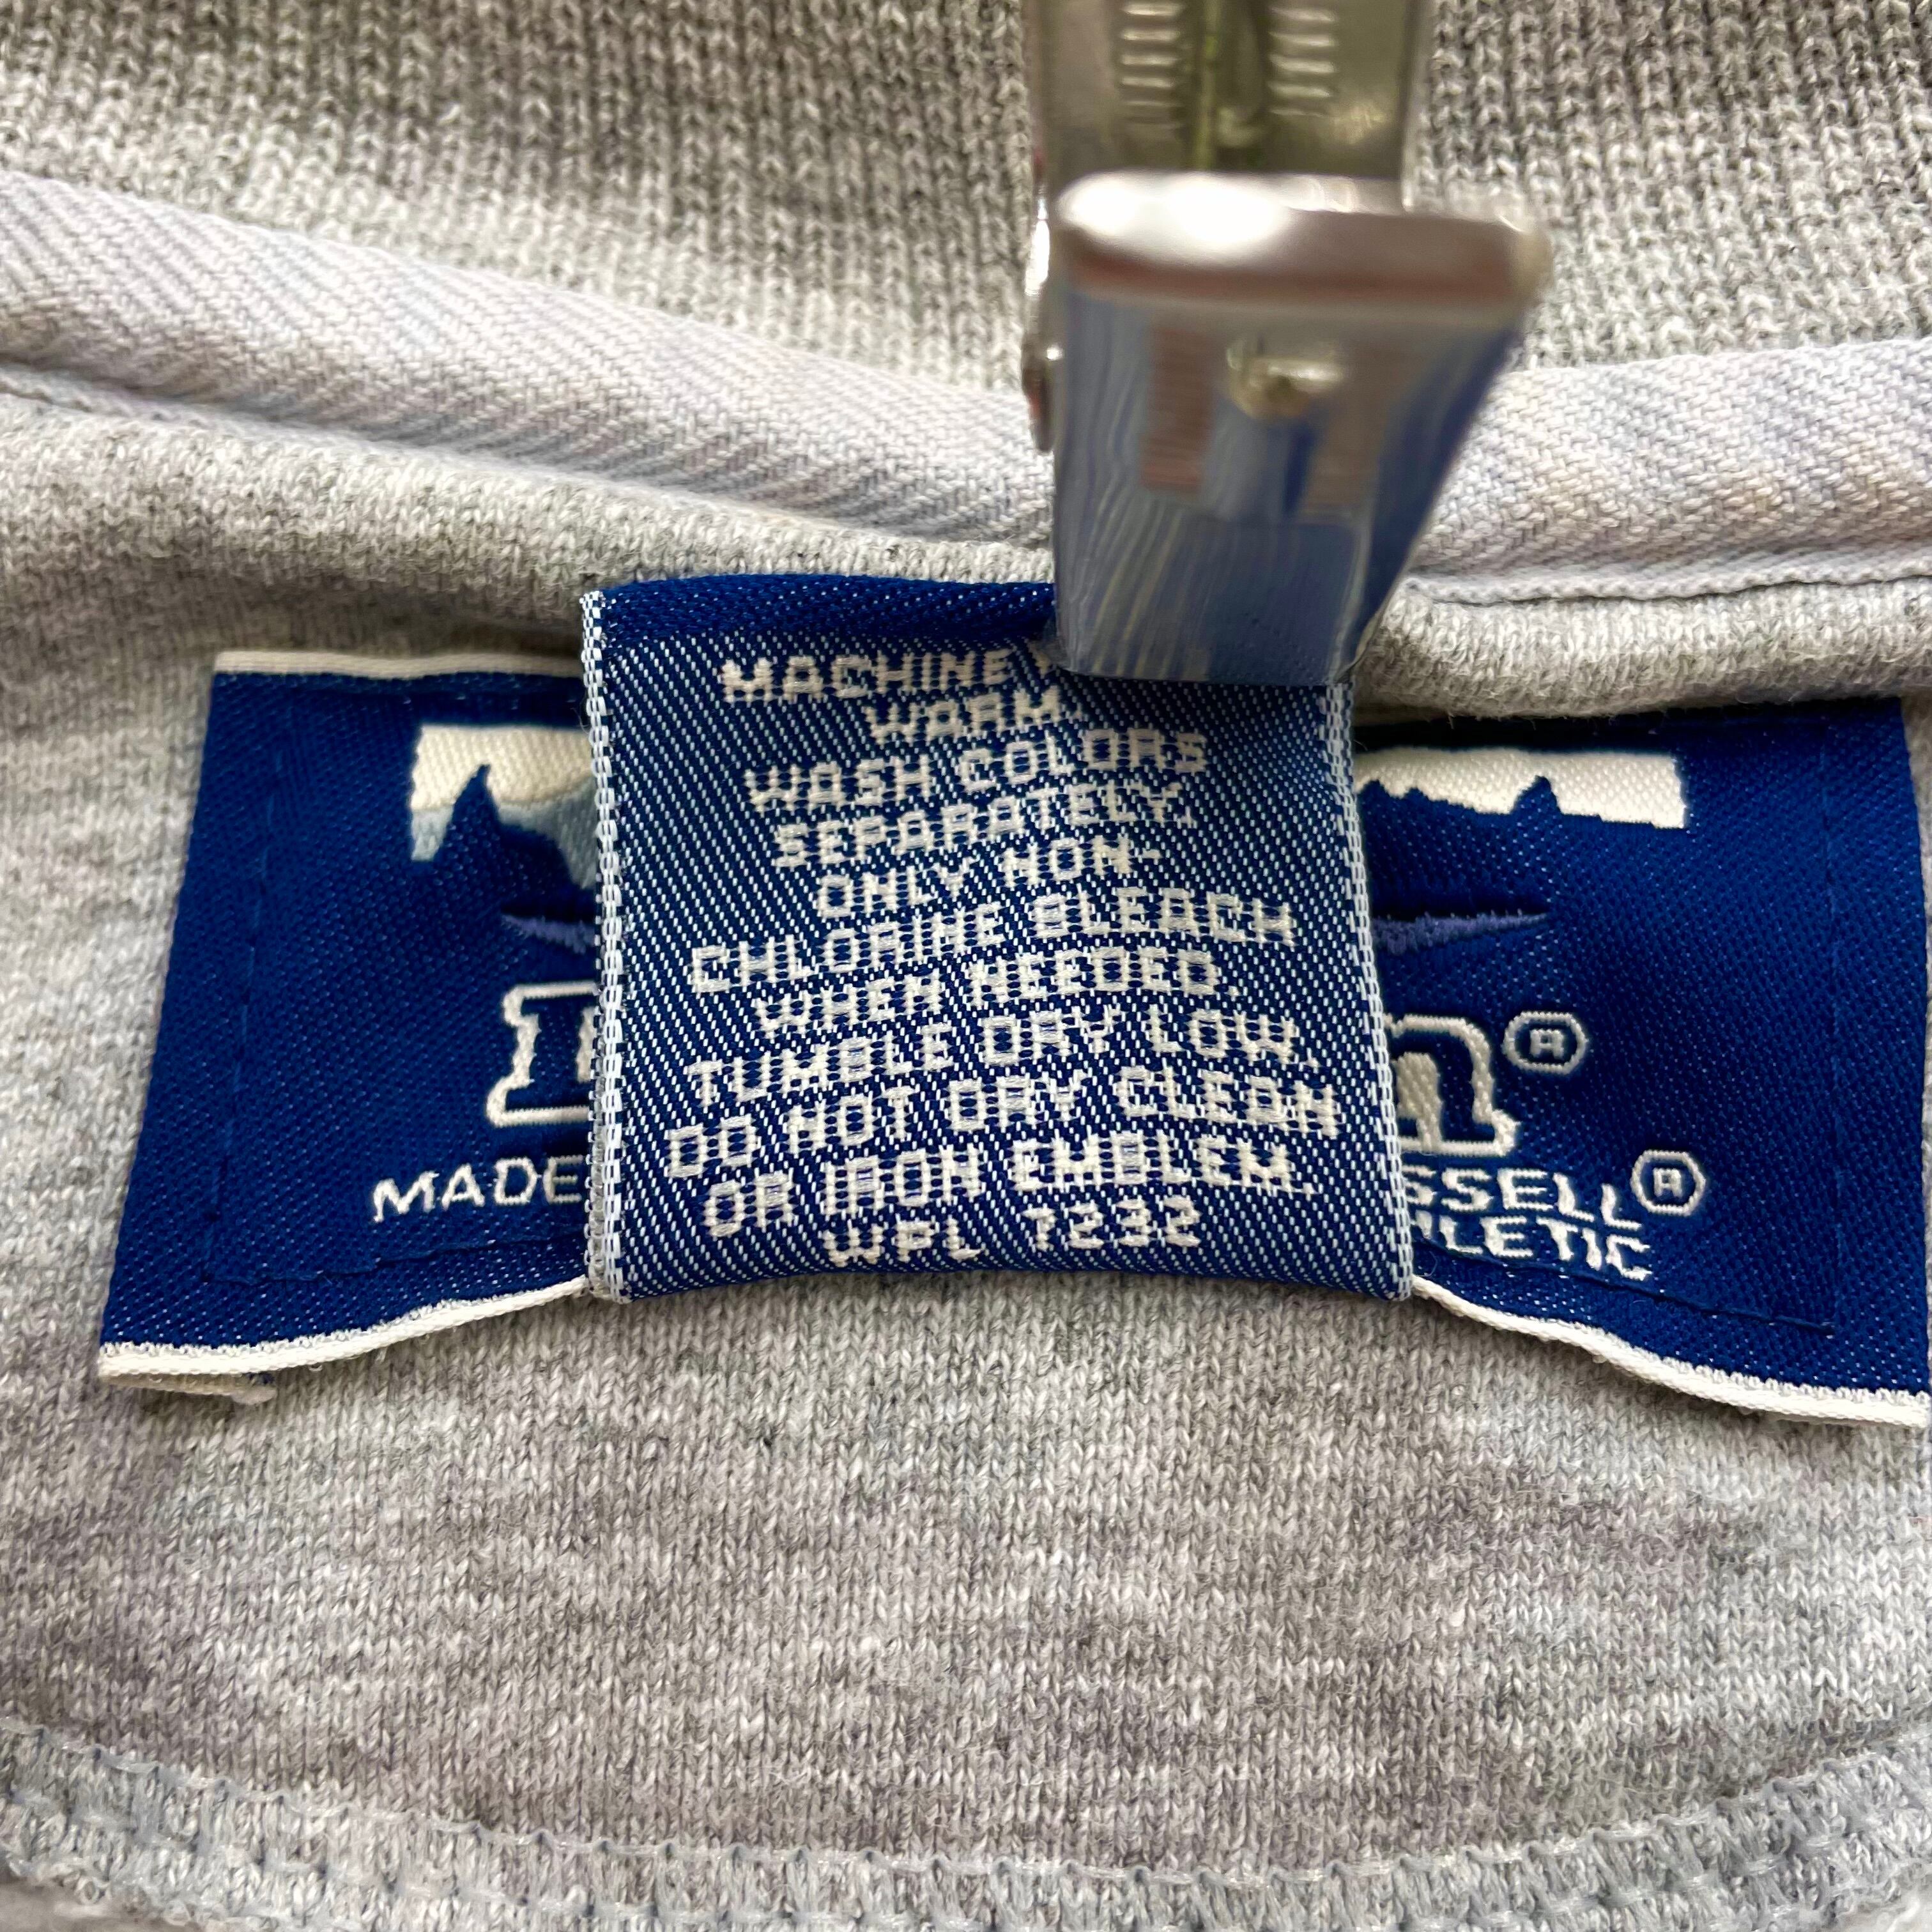 MACHINE
WARM.
WASH COLORS
SEPARATELY.
ONLY NON-
CHLORINE BLEACH
WHEN NEEDED.
TUMBLE DRY LOW.
DO NOT DRY CLEAN
OR IRON EMBLEM.
WPL 7232
®
MADE
SSELL®
LETIC